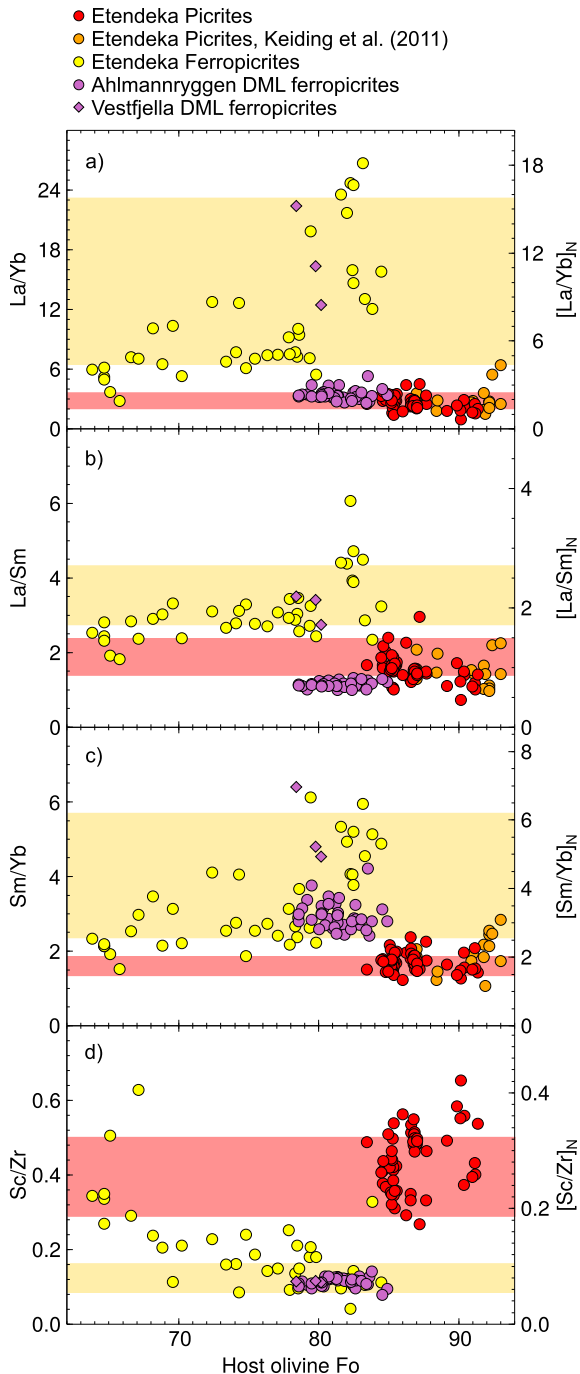 Etendeka Picrites
Etendeka Picrites, Keiding et al. (2011)
Etendeka Ferropicrites
Ahlmannryggen DML ferropicrites
Vestfjella DML ferropicrites
a)
La/Yb
24
18
12
6
0
[La/Yb]N
18
12
6
0
b)
La/Sm
6
4
2
0
[La/Sm]N
4
2
0
c)
Sm/Yb
6
4
2
0
[Sm/Yb]N
8
6
4
2
0
d)
Sc/Zr
0.6
0.4
0.2
0.0
[Sc/Zr]N
0.4
0.2
0.0
70 80 90
Host olivine Fo